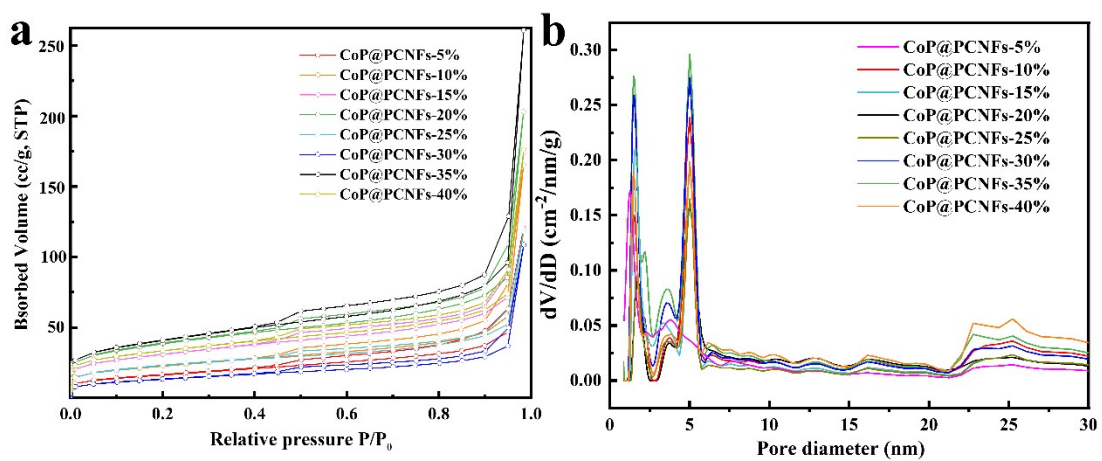 a
Bsorbed Volume (cc/g, STP)
250
200
150
100
50
0.0
0.2
0.4
0.6
0.8
1.0
Relative pressure P/P₀
CoP@PCNFs-5%
CoP@PCNFs-10%
CoP@PCNFs-15%
CoP@PCNFs-20%
CoP@PCNFs-25%
CoP@PCNFs-30%
CoP@PCNFs-35%
CoP@PCNFs-40%
b
dV/dD (cm⁻²/nm/g)
0.30
0.25
0.20
0.15
0.10
0.05
0.00
0
5
10
15
20
25
30
Pore diameter (nm)
CoP@PCNFs-5%
CoP@PCNFs-10%
CoP@PCNFs-15%
CoP@PCNFs-20%
CoP@PCNFs-25%
CoP@PCNFs-30%
CoP@PCNFs-35%
CoP@PCNFs-40%